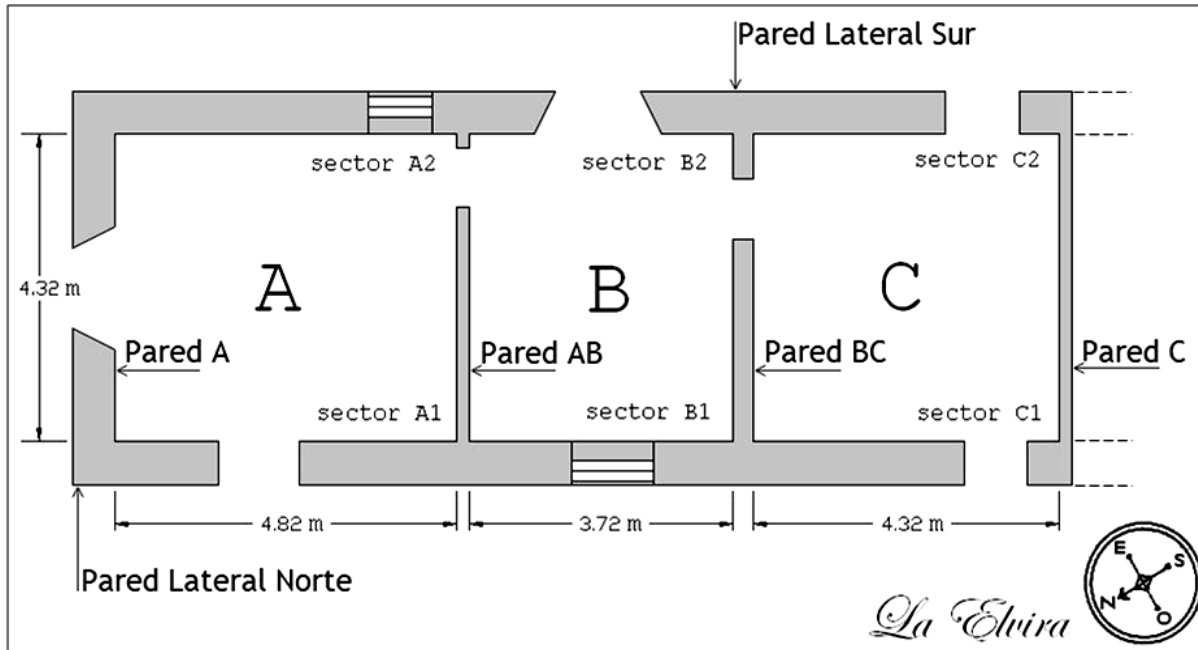 Pared Lateral Sur
sector A2
sector B2
sector C2
A
B
C
4.32 m
Pared A
Pared AB
Pared BC
Pared C
sector A1
sector B1
sector C1
4.82 m
3.72 m
4.32 m
Pared Lateral Norte
La Elvira
E
S
N
O